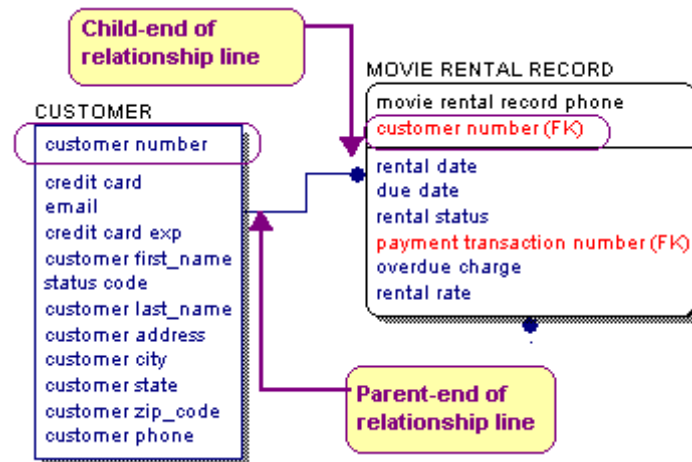 Child-end of
relationship line
MOVIE RENTAL RECORD
movie rental record phone
customer number (FK)
rental date
due date
rental status
payment transaction number (FK)
overdue charge
rental rate
CUSTOMER
customer number
credit card
email
credit card exp
customer first_name
status code
customer last_name
customer address
customer city
customer state
customer zip_code
customer phone
Parent-end of
relationship line